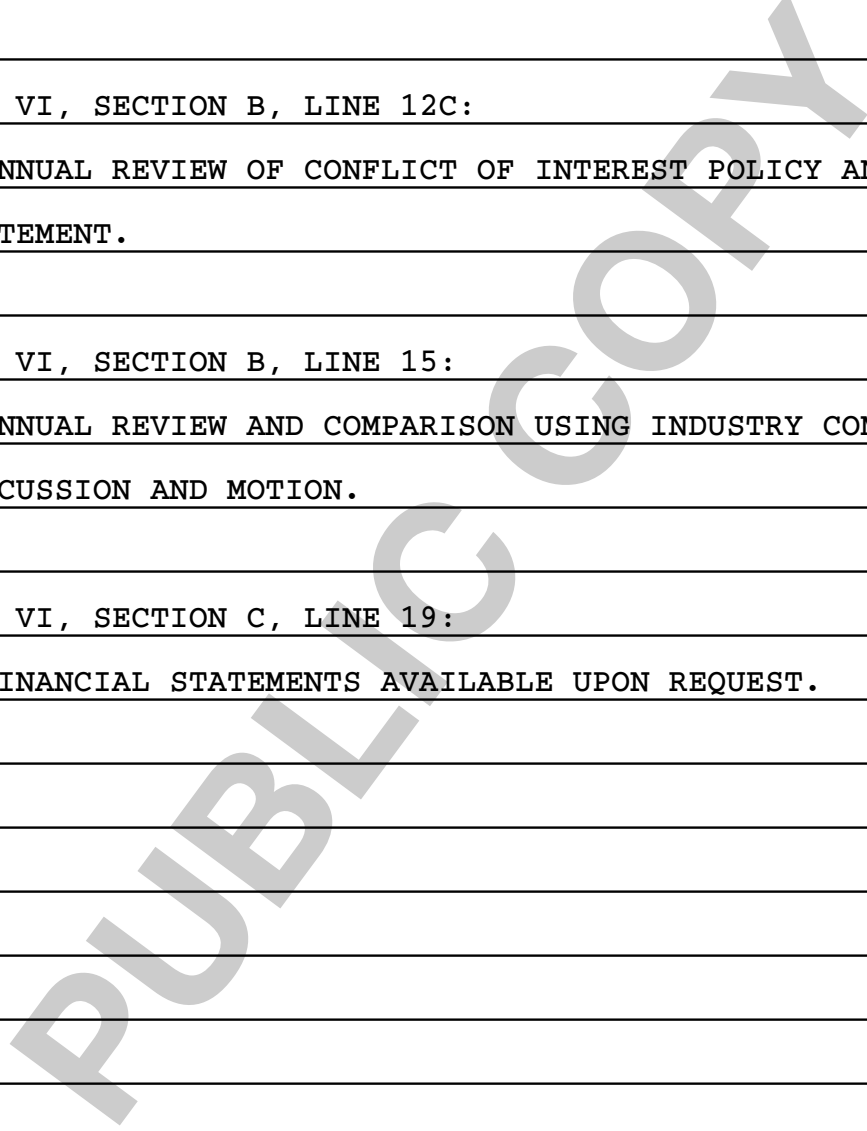 VI, SECTION B, LINE 12C:
NNUAL REVIEW OF CONFLICT OF INTEREST POLICY AN
TEMENT.
VI, SECTION B, LINE 15:
NNUAL REVIEW AND COMPARISON USING INDUSTRY CO
CUSSION AND MOTION.
VI, SECTION C, LINE 19:
INANCIAL STATEMENTS AVAILABLE UPON REQUEST.
PUBLIC COPY